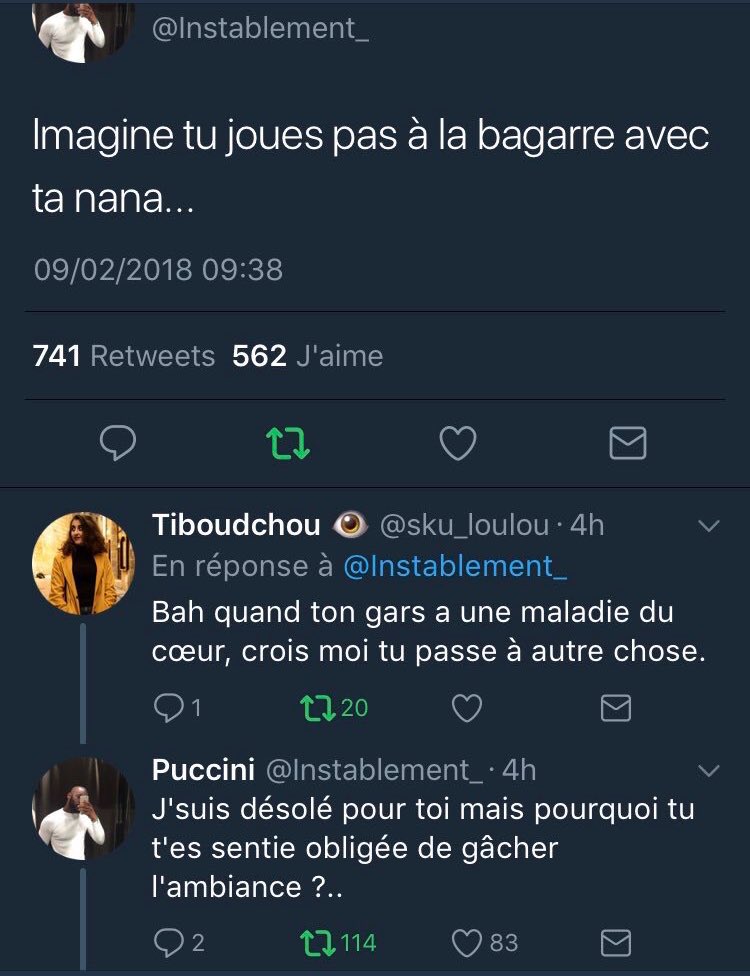 @Instablement_
Imagine tu joues pas à la bagarre avec
ta nana...
09/02/2018 09:38
741 Retweets 562 J'aime
Tiboudchou 👁 @sku_loulou · 4h
En réponse à @Instablement_
Bah quand ton gars a une maladie du
cœur, crois moi tu passe à autre chose.
1 20
Puccini @Instablement_ · 4h
J'suis désolé pour toi mais pourquoi tu
t'es sentie obligée de gâcher
l'ambiance ?..
2 114 83